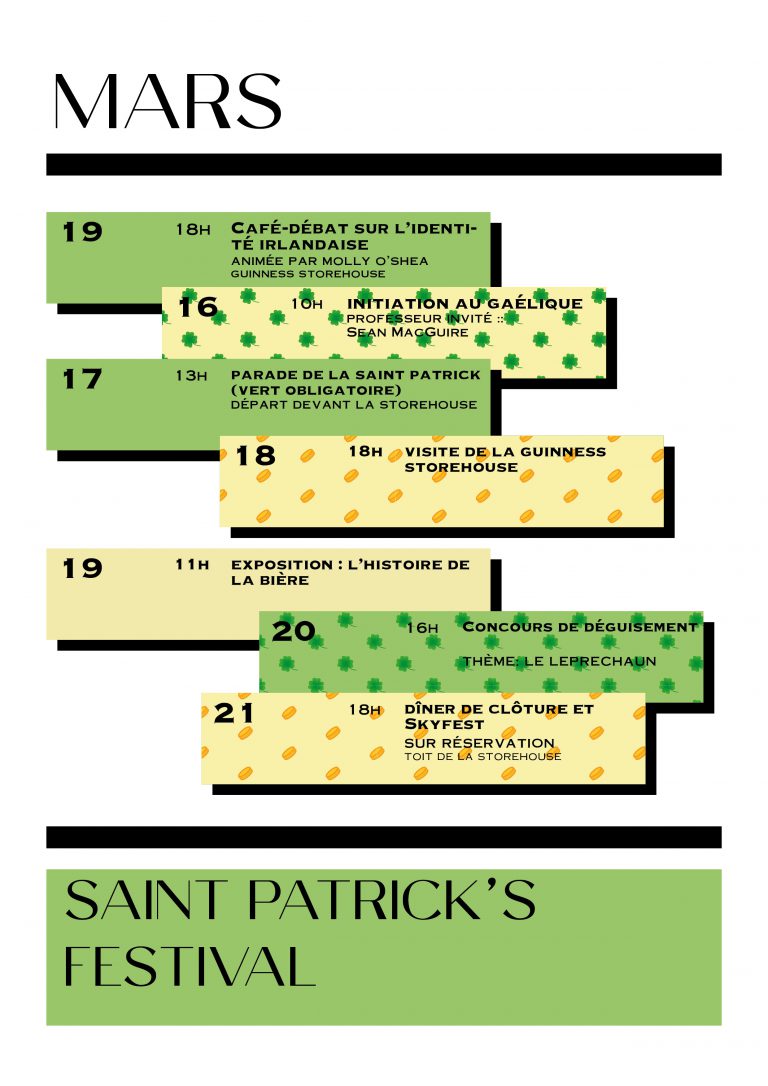 MARS
19 18H CAFÉ-DÉBAT SUR L'IDENTI-
TÉ IRLANDAISE
ANIMÉE PAR MOLLY O'SHEA
GUINNESS STOREHOUSE
16 10H INITIATION AU GAÉLIQUE
PROFESSEUR INVITÉ ::
SEAN MACGUIRE
17 13H PARADE DE LA SAINT PATRICK
(VERT OBLIGATOIRE)
DÉPART DEVANT LA STOREHOUSE
18 18H VISITE DE LA GUINNESS
STOREHOUSE
19 11H EXPOSITION : L'HISTOIRE DE
LA BIÈRE
20 16H CONCOURS DE DÉGUISEMENT
THÈME: LE LEPRECHAUN
21 18H DÎNER DE CLÔTURE ET
SKYFEST
SUR RÉSERVATION
TOIT DE LA STOREHOUSE
SAINT PATRICK'S
FESTIVAL